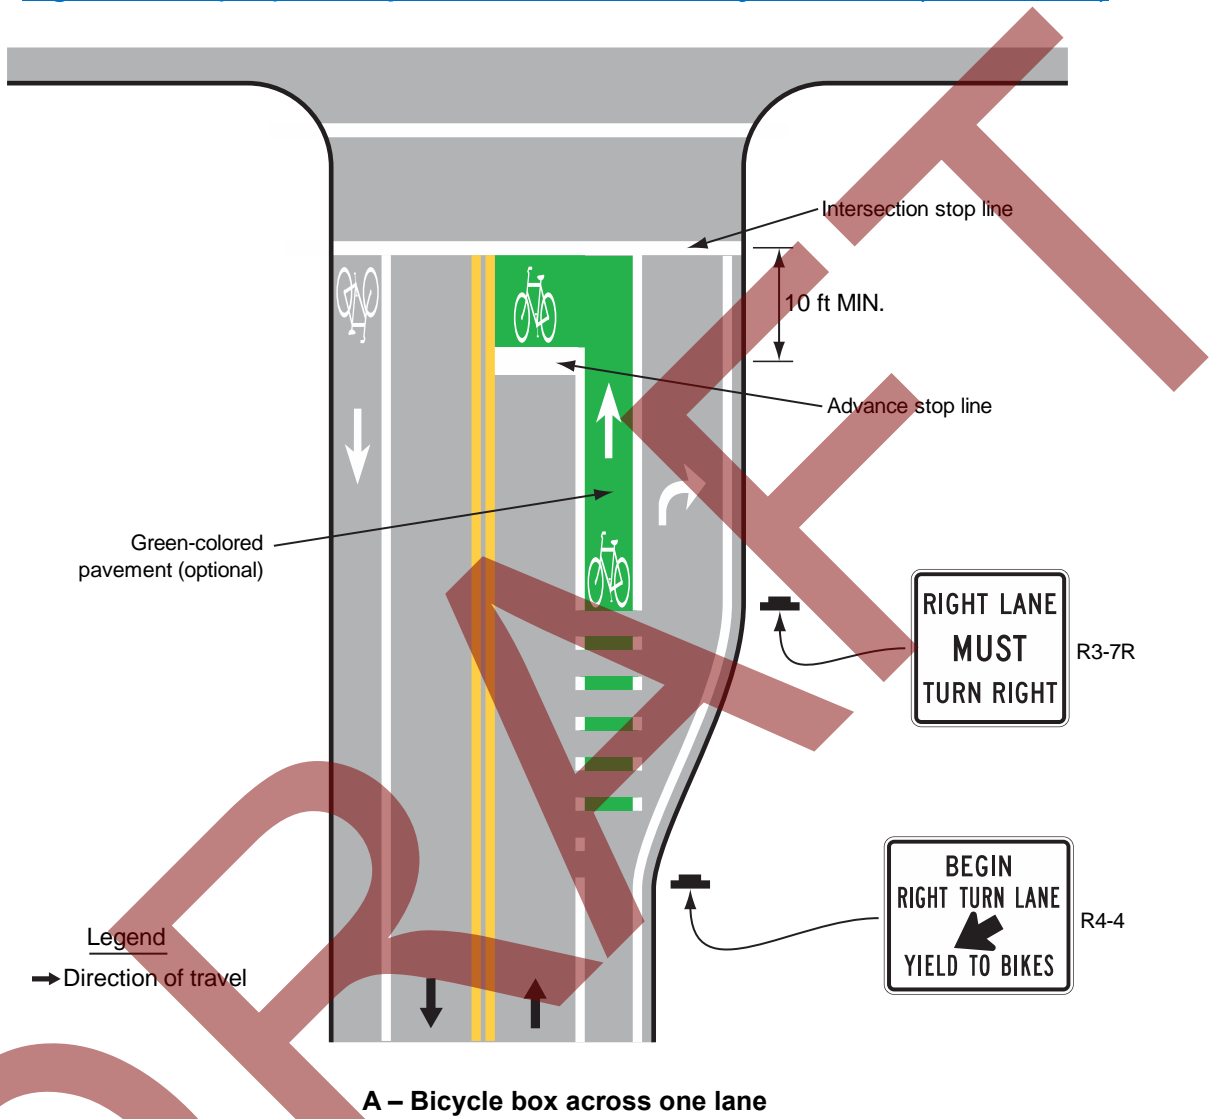 Intersection stop line
10 ft MIN.
Advance stop line
Green-colored
pavement (optional)
RIGHT LANE
MUST
TURN RIGHT
R3-7R
BEGIN
RIGHT TURN LANE
YIELD TO BIKES
R4-4
Legend
Direction of travel
A – Bicycle box across one lane
DRAFT